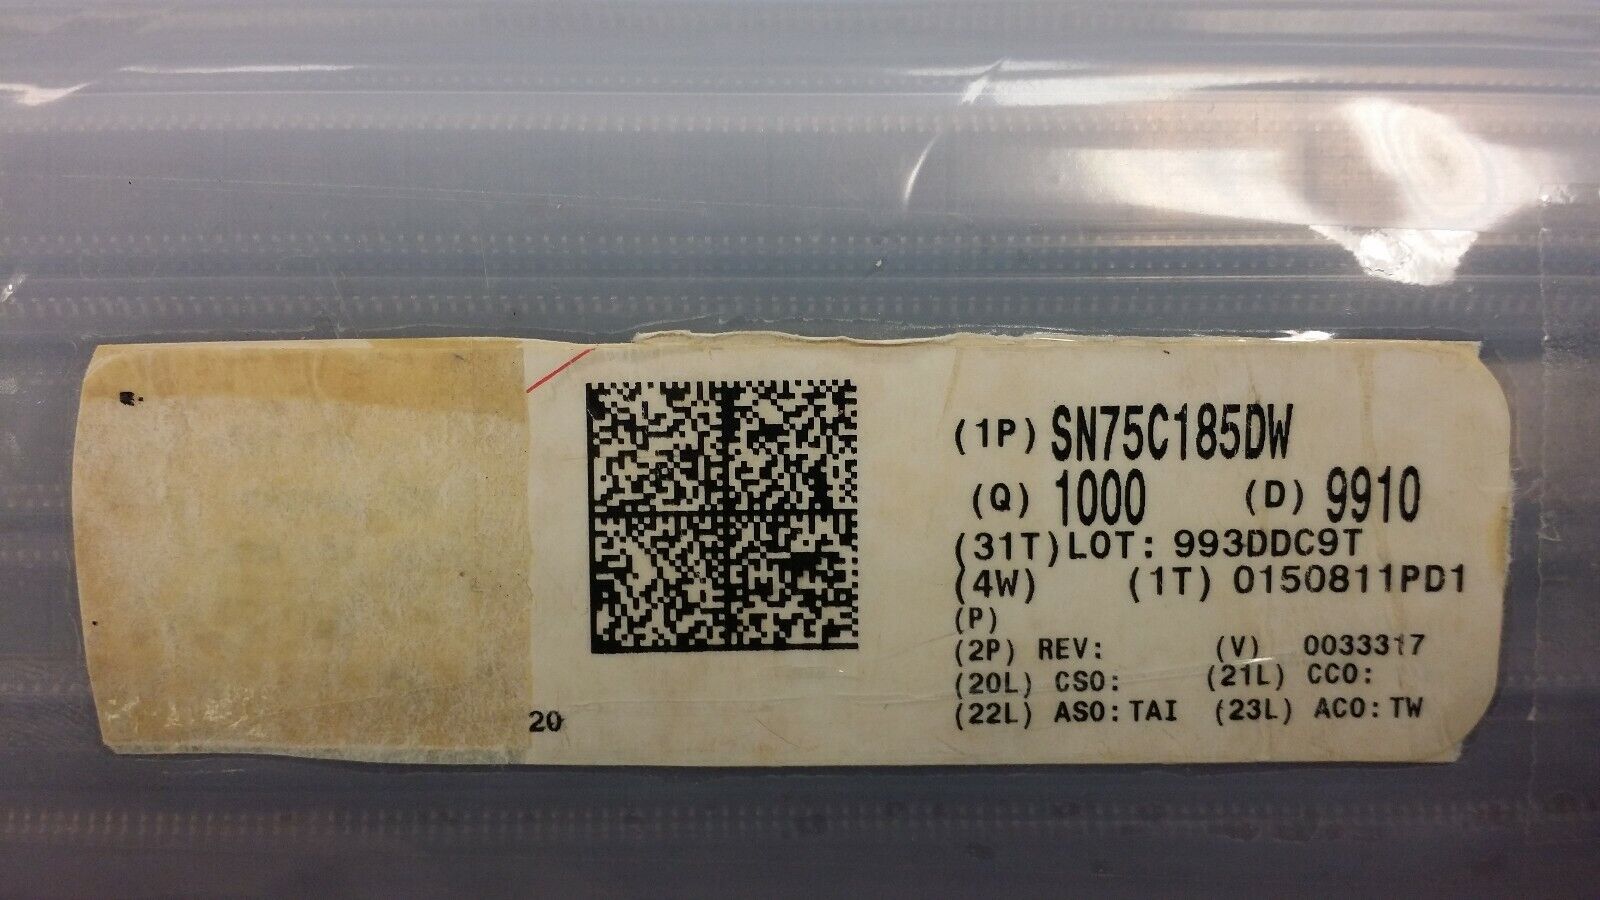 (1P) SN75C185DW
(Q) 1000 (D) 9910
(31T)LOT: 993DDC9T
(4W) (1T) 0150811PD1
(P)
(2P) REV: (V) 0033317
(20L) CSO: (21L) CCO:
(22L) ASO:TAI (23L) ACO:TW
20